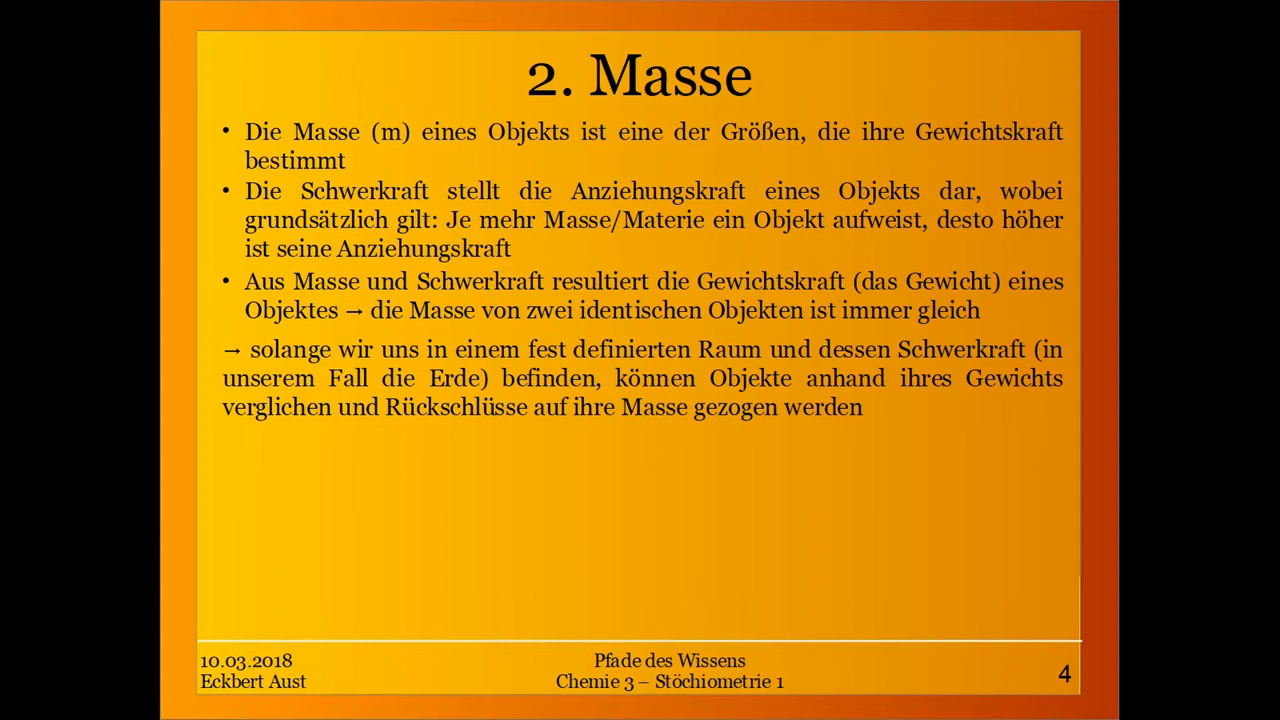 2. Masse
• Die Masse (m) eines Objekts ist eine der Größen, die ihre Gewichtskraft
bestimmt
• Die Schwerkraft stellt die Anziehungskraft eines Objekts dar, wobei
grundsätzlich gilt: Je mehr Masse/Materie ein Objekt aufweist, desto höher
ist seine Anziehungskraft
• Aus Masse und Schwerkraft resultiert die Gewichtskraft (das Gewicht) eines
Objektes → die Masse von zwei identischen Objekten ist immer gleich
→ solange wir uns in einem fest definierten Raum und dessen Schwerkraft (in
unserem Fall die Erde) befinden, können Objekte anhand ihres Gewichts
verglichen und Rückschlüsse auf ihre Masse gezogen werden
10.03.2018
Eckbert Aust
Pfade des Wissens
Chemie 3 – Stöchiometrie 1
4